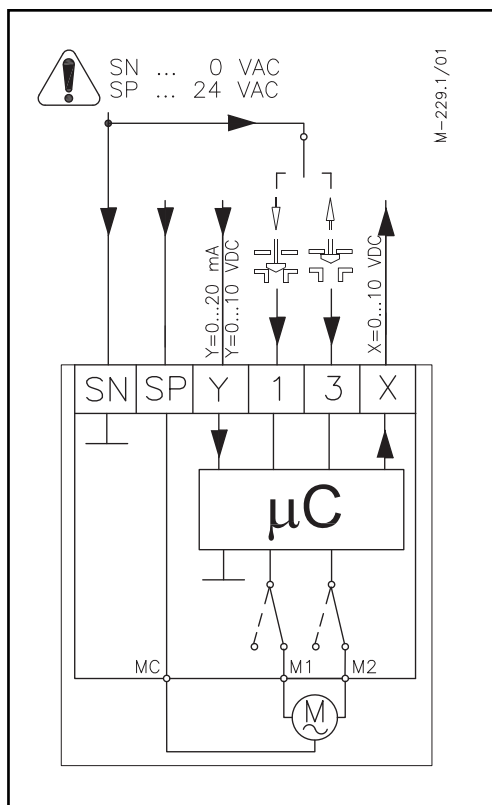 SN ... 0 VAC
SP ... 24 VAC
M-229.1/01
Y=0...20 mA
Y=0...10 VDC
X=0...10 VDC
SN SP Y 1 3 X
µC
MC M1 M2
M